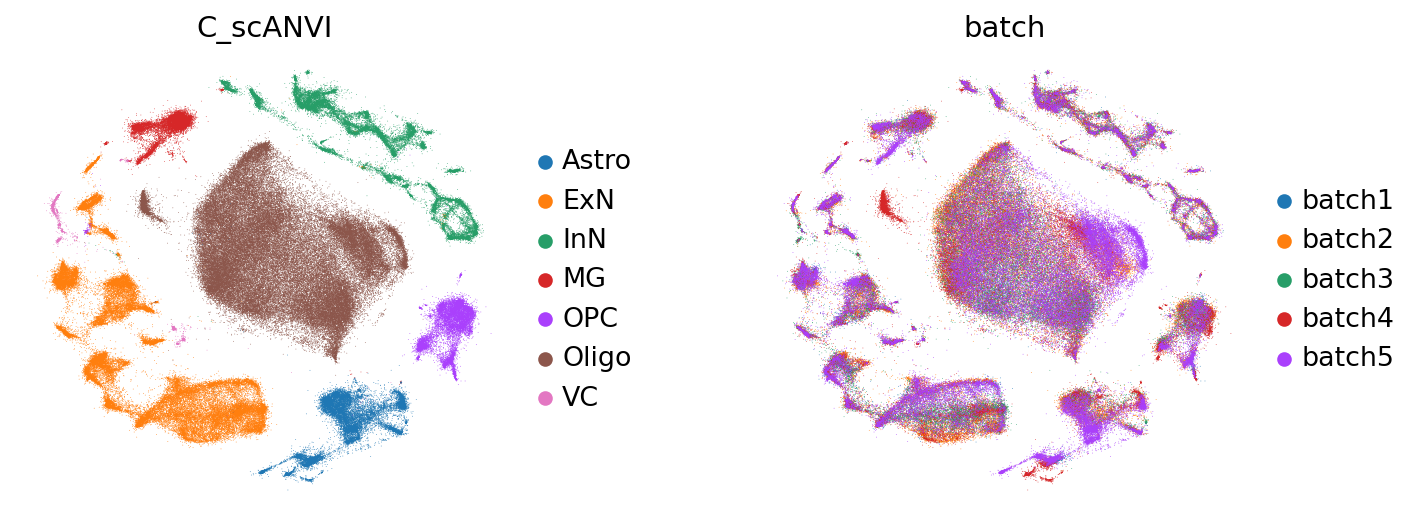 C_scANVI
Astro
ExN
InN
MG
OPC
Oligo
VC
batch
batch1
batch2
batch3
batch4
batch5